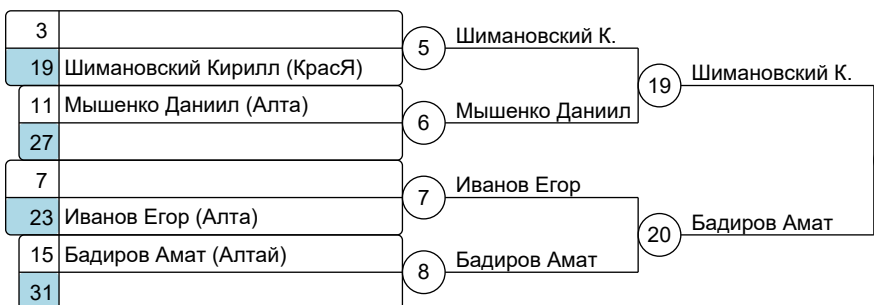 3
19 Шимановский Кирилл (КрасЯ)
11 Мышенко Даниил (Алта)
27
7
23 Иванов Егор (Алта)
15 Бадиров Амат (Алтай)
31
5 Шимановский К.
6 Мышенко Даниил
7 Иванов Егор
8 Бадиров Амат
19 Шимановский К.
20 Бадиров Амат